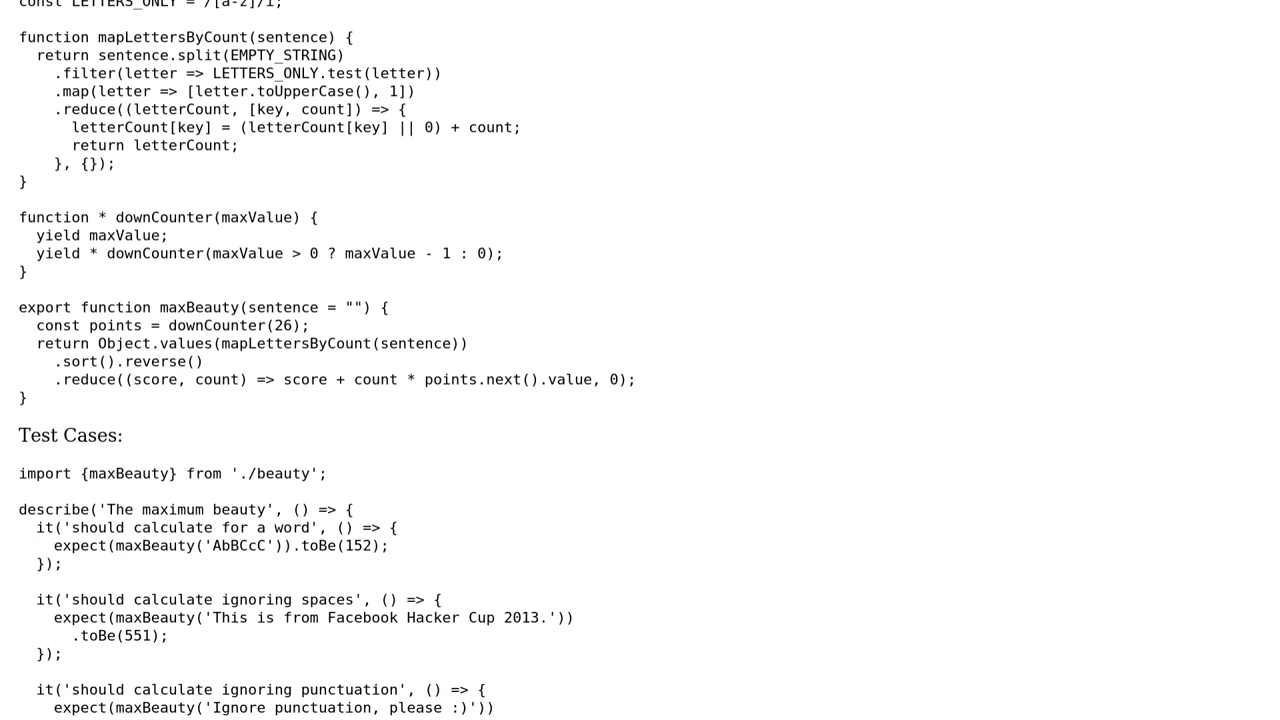 const LETTERS_ONLY = /[a-z]/i;
function mapLettersByCount(sentence) {
  return sentence.split(EMPTY_STRING)
    .filter(letter => LETTERS_ONLY.test(letter))
    .map(letter => [letter.toUpperCase(), 1])
    .reduce((letterCount, [key, count]) => {
      letterCount[key] = (letterCount[key] || 0) + count;
      return letterCount;
    }, {});
}
function * downCounter(maxValue) {
  yield maxValue;
  yield * downCounter(maxValue > 0 ? maxValue - 1 : 0);
}
export function maxBeauty(sentence = "") {
  const points = downCounter(26);
  return Object.values(mapLettersByCount(sentence))
    .sort().reverse()
    .reduce((score, count) => score + count * points.next().value, 0);
}
Test Cases:
import {maxBeauty} from './beauty';
describe('The maximum beauty', () => {
  it('should calculate for a word', () => {
    expect(maxBeauty('AbBCcC')).toBe(152);
  });
  it('should calculate ignoring spaces', () => {
    expect(maxBeauty('This is from Facebook Hacker Cup 2013.'))
      .toBe(551);
  });
  it('should calculate ignoring punctuation', () => {
    expect(maxBeauty('Ignore punctuation, please :)'))